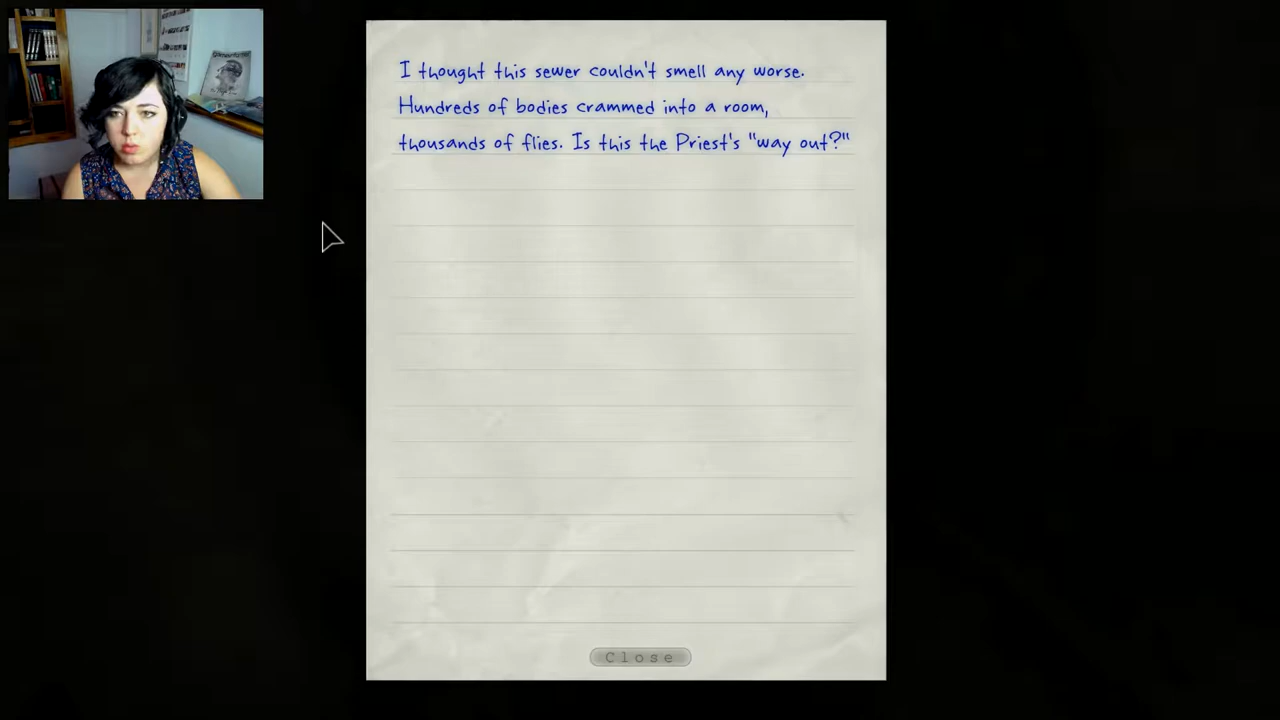 I thought this sewer couldn't smell any worse.
Hundreds of bodies crammed into a room,
thousands of flies. Is this the Priest's "way out?"
Close